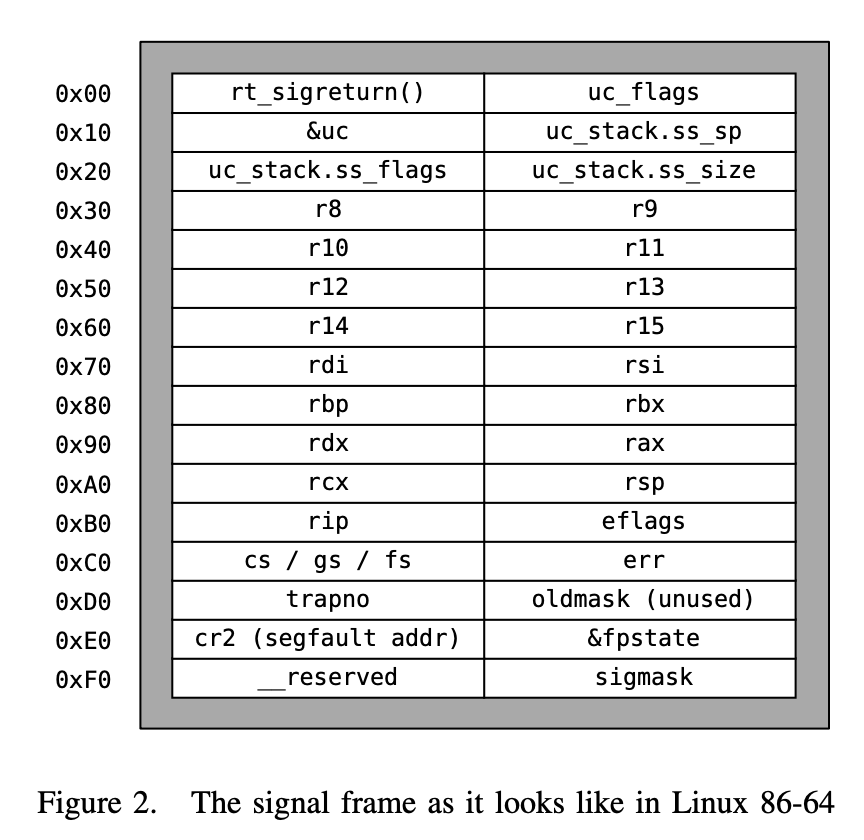 0x00 rt_sigreturn() uc_flags
0x10 &uc uc_stack.ss_sp
0x20 uc_stack.ss_flags uc_stack.ss_size
0x30 r8 r9
0x40 r10 r11
0x50 r12 r13
0x60 r14 r15
0x70 rdi rsi
0x80 rbp rbx
0x90 rdx rax
0xA0 rcx rsp
0xB0 rip eflags
0xC0 cs / gs / fs err
0xD0 trapno oldmask (unused)
0xE0 cr2 (segfault addr) &fpstate
0xF0 __reserved sigmask
Figure 2. The signal frame as it looks like in Linux 86-64